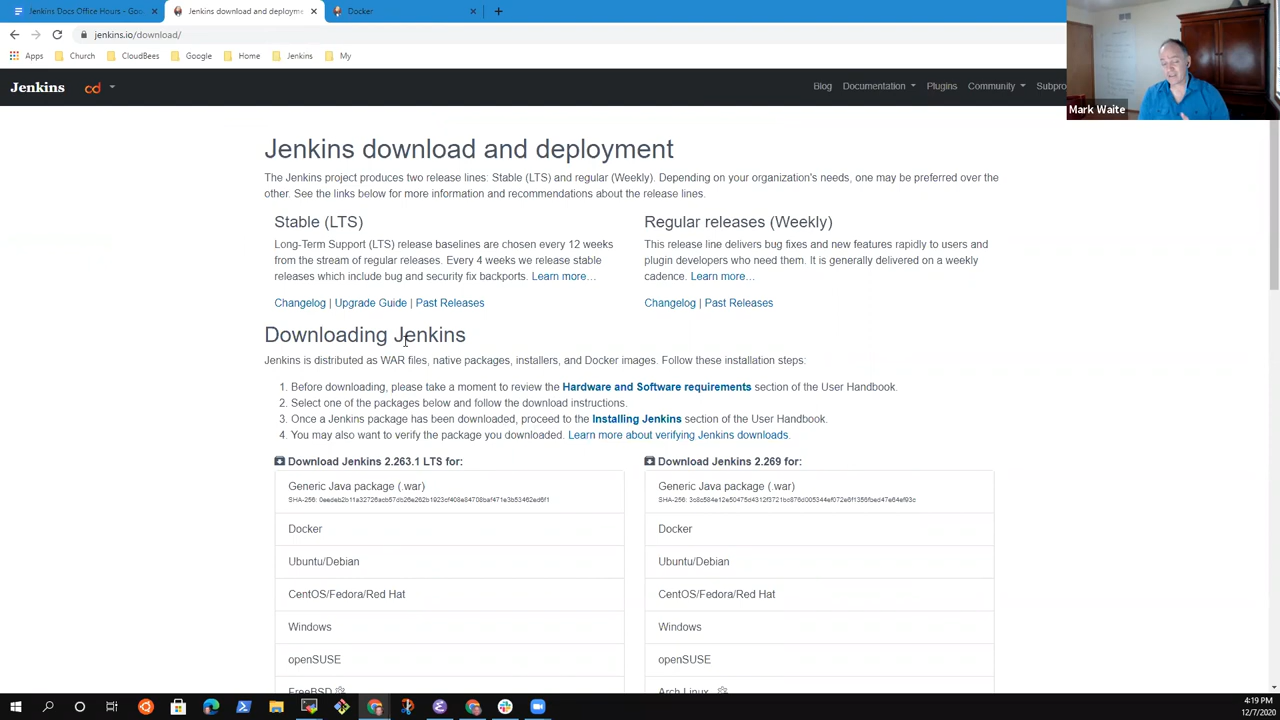 Jenkins Docs Office Hours - Goo
Jenkins download and deployme
Docker
jenkins.io/download/
Apps
Church
CloudBees
Google
Home
Jenkins
My
Jenkins
cd
Blog
Documentation
Plugins
Community
Subpro
Mark Waite
Jenkins download and deployment
The Jenkins project produces two release lines: Stable (LTS) and regular (Weekly). Depending on your organization's needs, one may be preferred over the
other. See the links below for more information and recommendations about the release lines.
Stable (LTS)
Long-Term Support (LTS) release baselines are chosen every 12 weeks
from the stream of regular releases. Every 4 weeks we release stable
releases which include bug and security fix backports. Learn more…
Changelog | Upgrade Guide | Past Releases
Regular releases (Weekly)
This release line delivers bug fixes and new features rapidly to users and
plugin developers who need them. It is generally delivered on a weekly
cadence. Learn more…
Changelog | Past Releases
Downloading Jenkins
Jenkins is distributed as WAR files, native packages, installers, and Docker images. Follow these installation steps:
1. Before downloading, please take a moment to review the Hardware and Software requirements section of the User Handbook.
2. Select one of the packages below and follow the download instructions.
3. Once a Jenkins package has been downloaded, proceed to the Installing Jenkins section of the User Handbook.
4. You may also want to verify the package you downloaded. Learn more about verifying Jenkins downloads.
Download Jenkins 2.263.1 LTS for:
Generic Java package (.war)
SHA-256:
Docker
Ubuntu/Debian
CentOS/Fedora/Red Hat
Windows
openSUSE
FreeBSD
Download Jenkins 2.269 for:
Generic Java package (.war)
SHA-256:
Docker
Ubuntu/Debian
CentOS/Fedora/Red Hat
Windows
openSUSE
Arch Linux
4:19 PM
12/7/2020